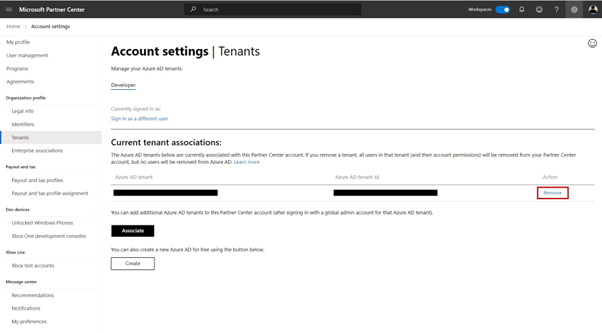 Microsoft Partner Center
Search
Workspaces
Home > Account settings
My profile
User management
Programs
Agreements
Organization profile
Legal info
Identifiers
Tenants
Enterprise associations
Payout and tax
Payout and tax profiles
Payout and tax profile assignment
Dev devices
Unlocked Windows Phones
Xbox One development consoles
Xbox Live
Xbox test accounts
Message center
Recommendations
Notifications
My preferences
Account settings | Tenants
Manage your Azure AD tenants.
Developer
Currently signed in as:
Sign in as a different user
Current tenant associations:
The Azure AD tenants below are currently associated with this Partner Center account. If you remove a tenant, all users in that tenant (and their account permissions) will be removed from your Partner Center
account, but no users will be removed from Azure AD. Learn more
Azure AD tenant Azure AD tenant-Id Action
Remove
You can add additional Azure AD tenants to this Partner Center account (after signing in with a global admin account for that Azure AD tenant).
Associate
You can also create a new Azure AD for free using the button below.
Create